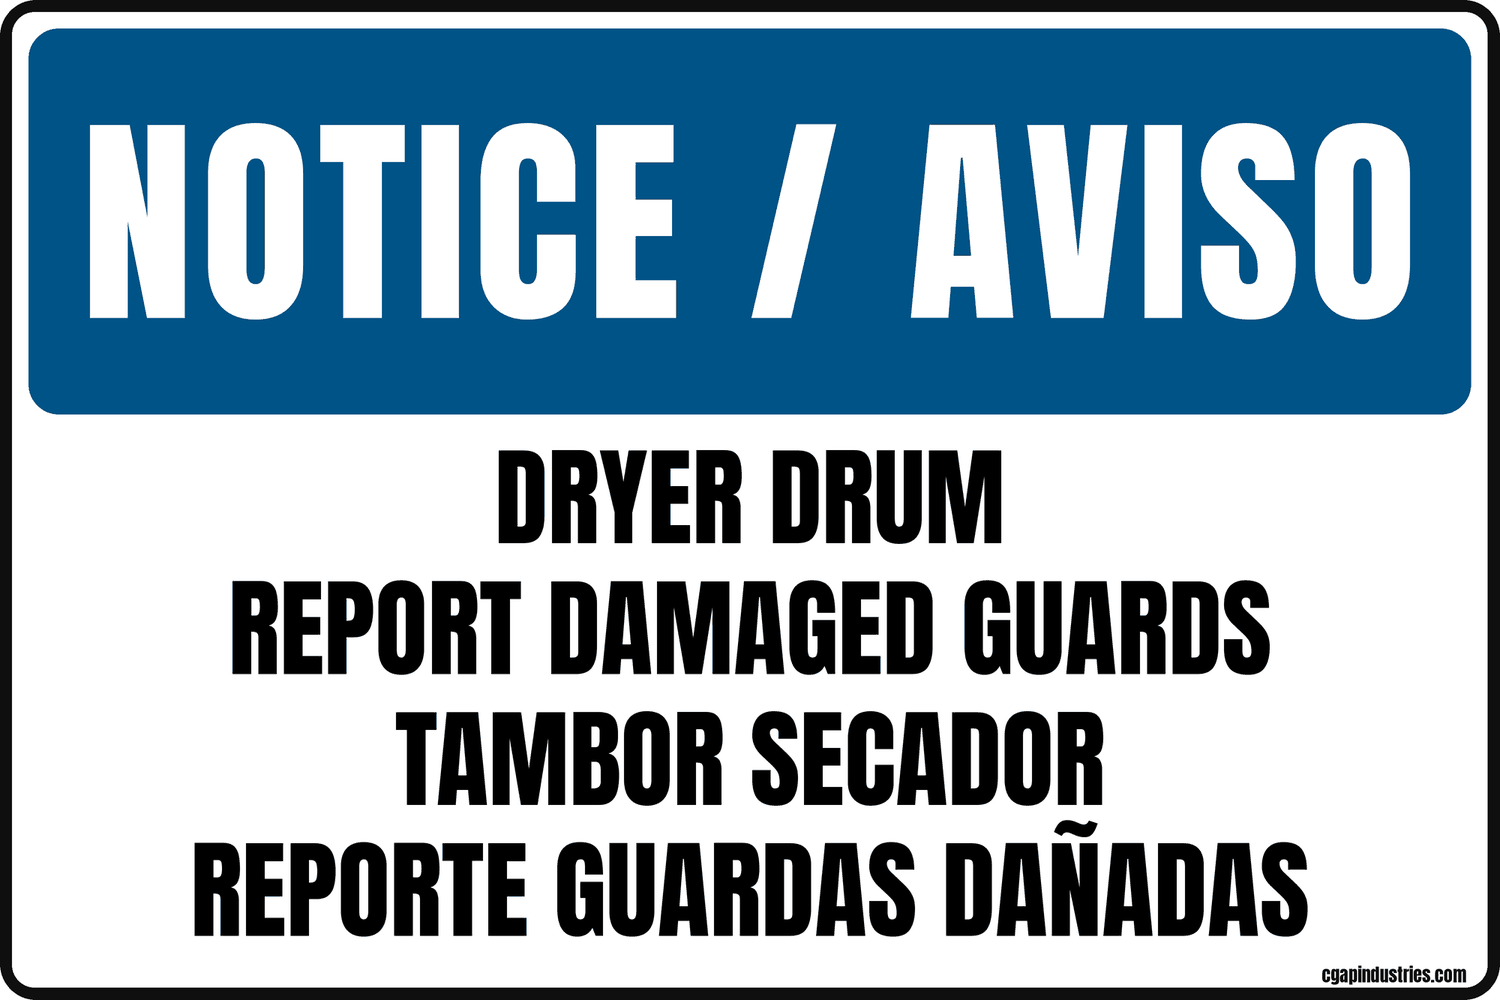 NOTICE / AVISO
DRYER DRUM
REPORT DAMAGED GUARDS
TAMBOR SECADOR
REPORTE GUARDAS DAÑADAS
cgapindustries.com